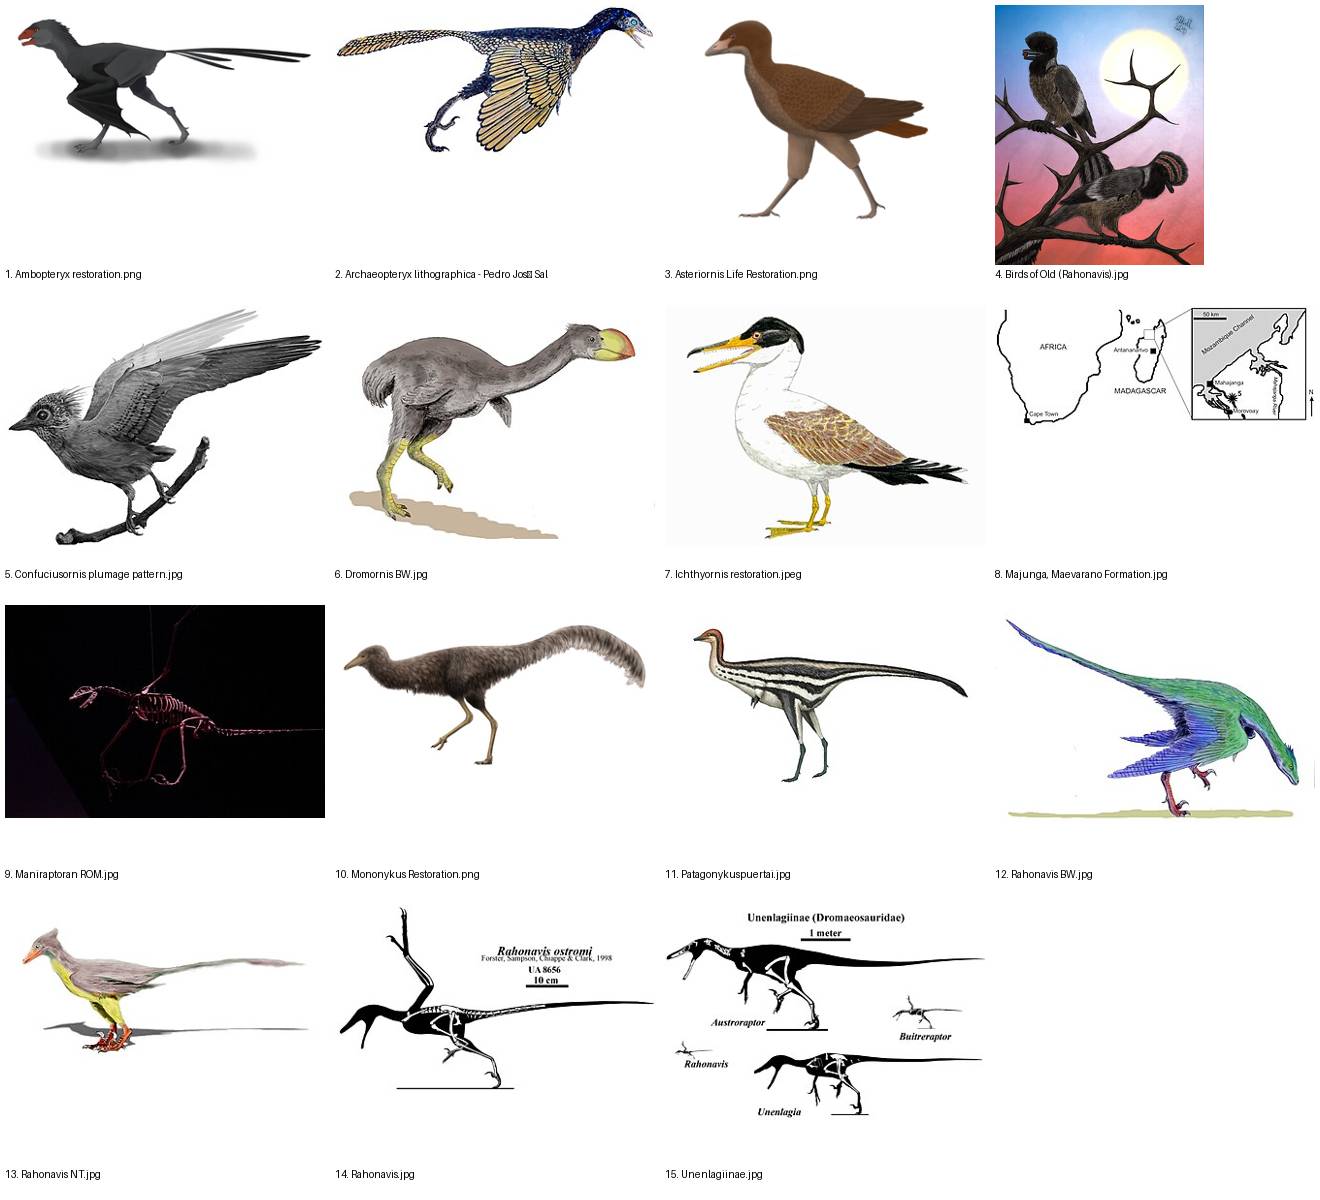 1. Ambopteryx restoration.png
2. Archaeopteryx lithographica - Pedro Jos Sal
3. Asteriornis Life Restoration.png
4. Birds of Old (Rahonavis).jpg
50 km
Mozambique Channel
AFRICA
Antananarivo
Mahajanga
MADAGASCAR
S
N
Cape Town
Marovoay
5. Confuciusornis plumage pattern.jpg
6. Dromornis BW.jpg
7. Ichthyornis restoration.jpeg
8. Majunga, Maevarano Formation.jpg
9. Maniraptoran ROM.jpg
10. Mononykus Restoration.png
11. Patagonykuspuertai.jpg
12. Rahonavis BW.jpg
Rahonavis ostromi
Forster, Sampson, Chiappe & Clark, 1998
UA 8656
10 cm
Unenlagiinae (Dromaeosauridae)
1 meter
Austroraptor
Buitreraptor
Rahonavis
Unenlagia
13. Rahonavis NT.jpg
14. Rahonavis.jpg
15. Unenlagiinae.jpg